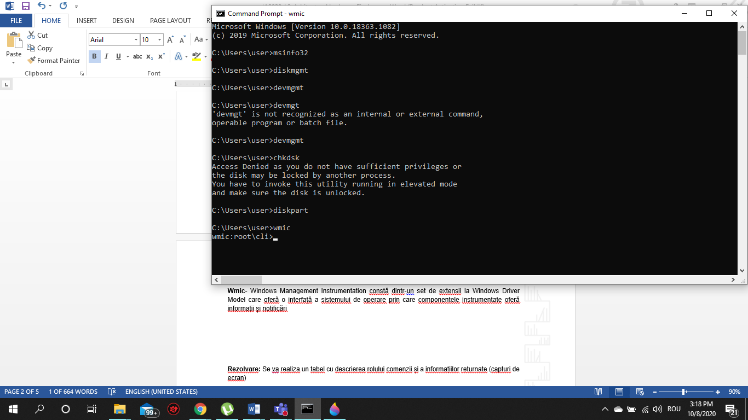 Command Prompt - wmic
FILE HOME INSERT DESIGN PAGE LAYOUT
Paste
Cut
Copy
Format Painter
Clipboard
Arial 10
Font
Microsoft Windows [Version 10.0.18363.1082]
(c) 2019 Microsoft Corporation. All rights reserved.
C:\Users\user>msinfo32
C:\Users\user>diskmgmt
C:\Users\user>devmgmt
C:\Users\user>devmgt
'devmgt' is not recognized as an internal or external command,
operable program or batch file.
C:\Users\user>devmgmt
C:\Users\user>chkdsk
Access Denied as you do not have sufficient privileges or
the disk may be locked by another process.
You have to invoke this utility running in elevated mode
and make sure the disk is unlocked.
C:\Users\user>diskpart
C:\Users\user>wmic
wmic:root\cli>
Wmic- Windows Management Instrumentation constă dintr-un set de extensii la Windows Driver
Model care oferă o interfață a sistemului de operare prin care componentele instrumentate oferă
informații și notificări.
Rezolvare: Se va realiza un tabel cu descrierea rolului comenzii și a informatiilor returnate (capturi de
ecran)
PAGE 2 OF 5 1 OF 664 WORDS ENGLISH (UNITED STATES) 90%
99+
ROU
3:18 PM
10/8/2020
23